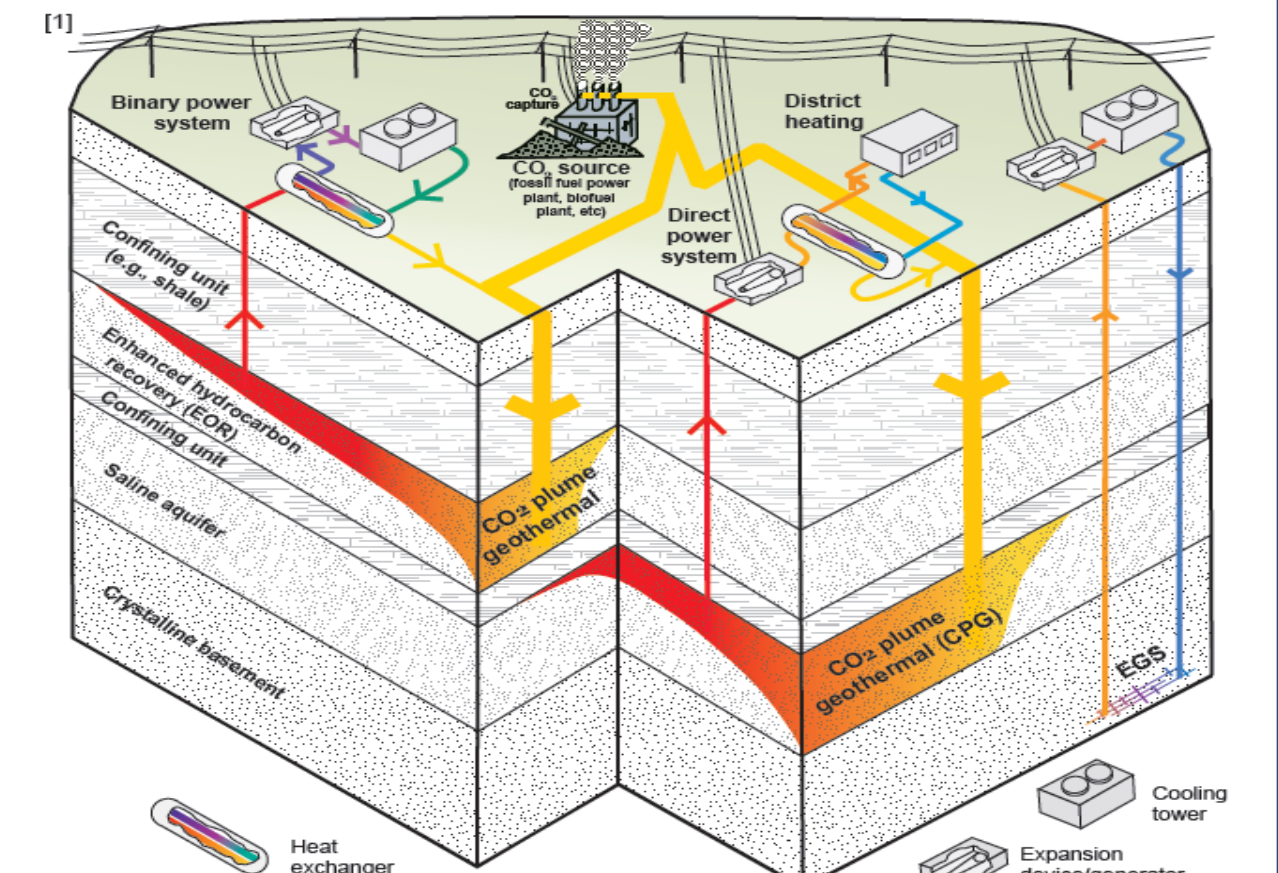 [1]
Binary power
system
CO2
capture
CO2 source
(fossil fuel power
plant, biofuel
plant, etc)
District
heating
Direct
power
system
Confining unit
(e.g., shale)
Enhanced hydrocarbon
recovery (EOR)
Confining unit
Saline aquifer
Crystalline basement
CO2 plume
geothermal
CO2 plume
geothermal (CPG)
EGS
Heat
exchanger
Cooling
tower
Expansion
device/generator